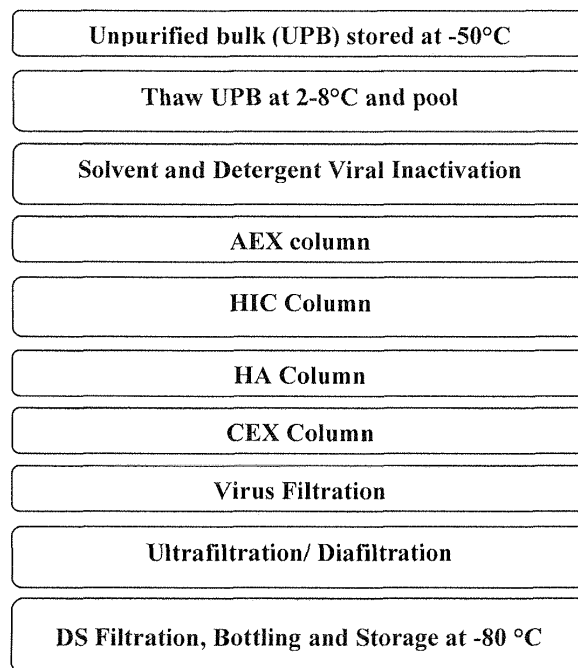 Unpurified bulk (UPB) stored at -50°C
Thaw UPB at 2-8°C and pool
Solvent and Detergent Viral Inactivation
AEX column
HIC Column
HA Column
CEX Column
Virus Filtration
Ultrafiltration/ Diafiltration
DS Filtration, Bottling and Storage at -80 °C